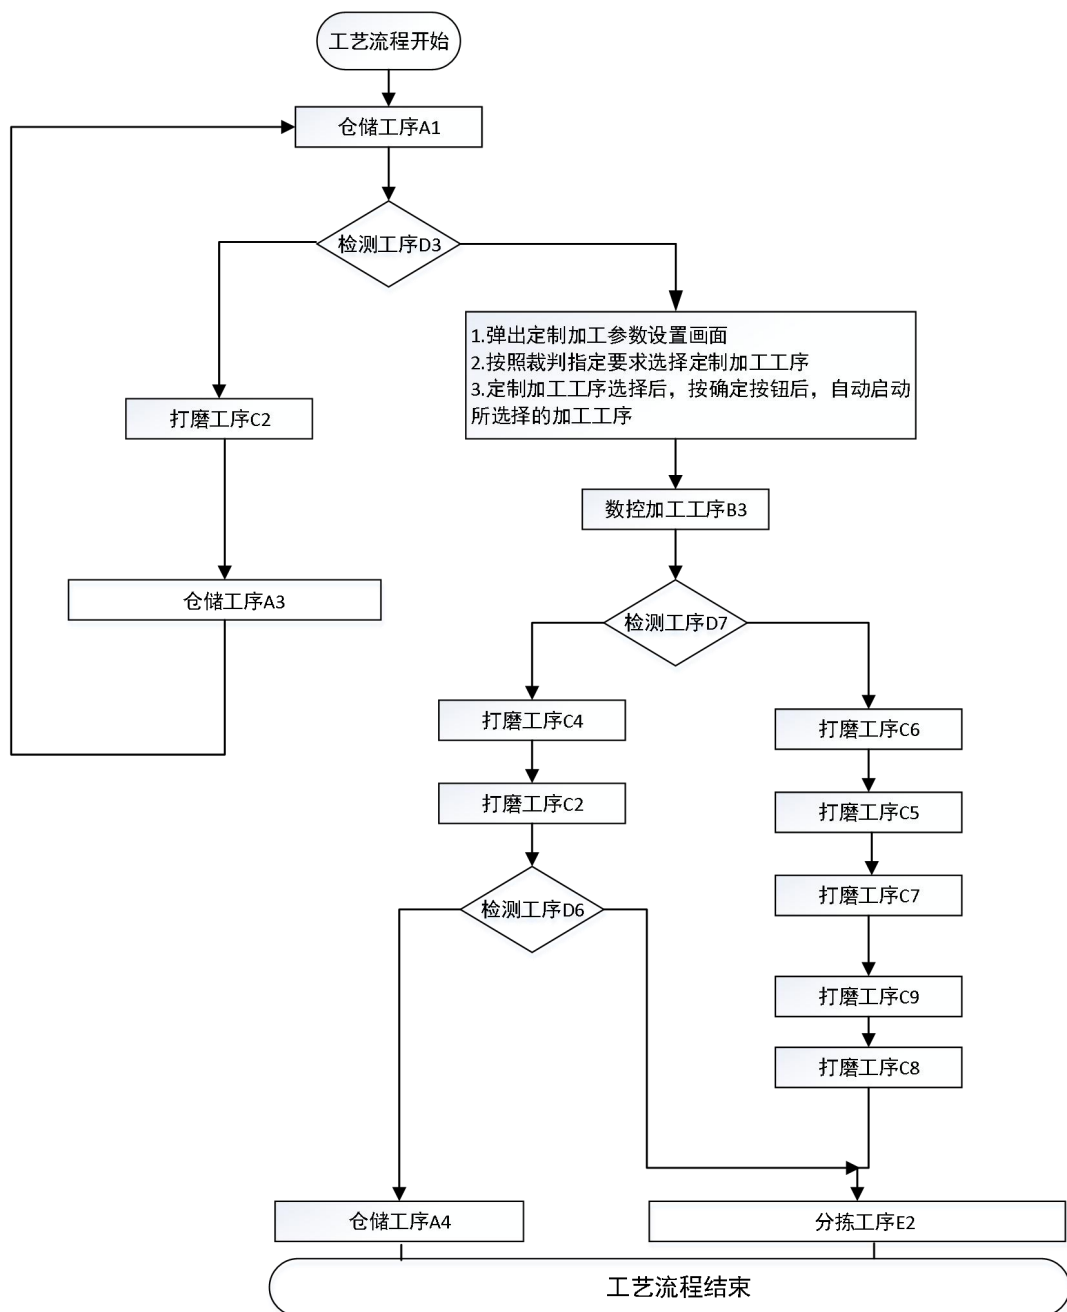 工艺流程开始
仓储工序A1
检测工序D3
1.弹出定制加工参数设置画面
2.按照裁判指定要求选择定制加工工序
3.定制加工工序选择后，按确定按钮后，自动启动
所选择的加工工序
打磨工序C2
数控加工工序B3
仓储工序A3
检测工序D7
打磨工序C4
打磨工序C6
打磨工序C2
打磨工序C5
检测工序D6
打磨工序C7
打磨工序C9
打磨工序C8
仓储工序A4
分拣工序E2
工艺流程结束